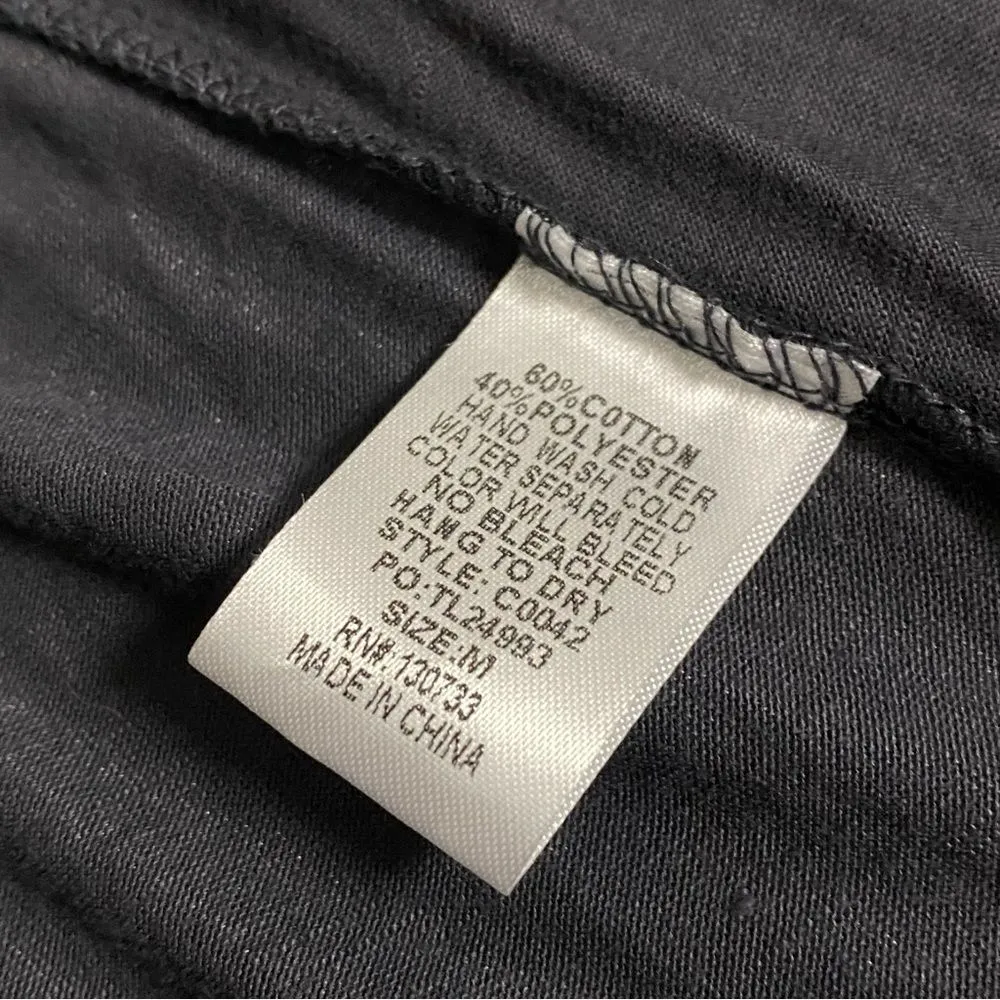 60%COTTON
40%POLYESTER
HAND WASH COLD
WATER SEPARATELY
COLOR WILL BLEED
NO BLEACH
HANG TO DRY
STYLE: C0042
PO:TL24993
SIZE:M
RN#:130733
MADE IN CHINA